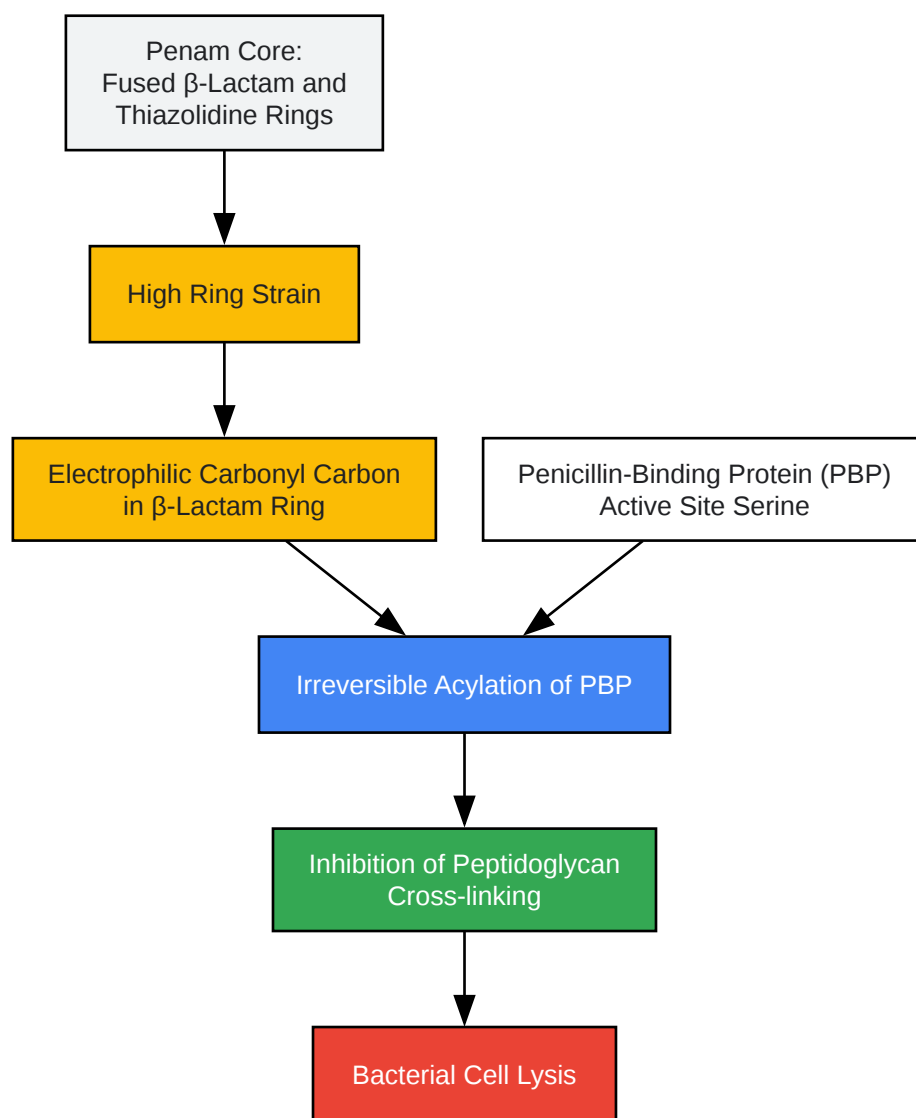 Penam Core:
Fused β-Lactam and
Thiazolidine Rings
High Ring Strain
Electrophilic Carbonyl Carbon
in β-Lactam Ring
Penicillin-Binding Protein (PBP)
Active Site Serine
Irreversible Acylation of PBP
Inhibition of Peptidoglycan
Cross-linking
Bacterial Cell Lysis